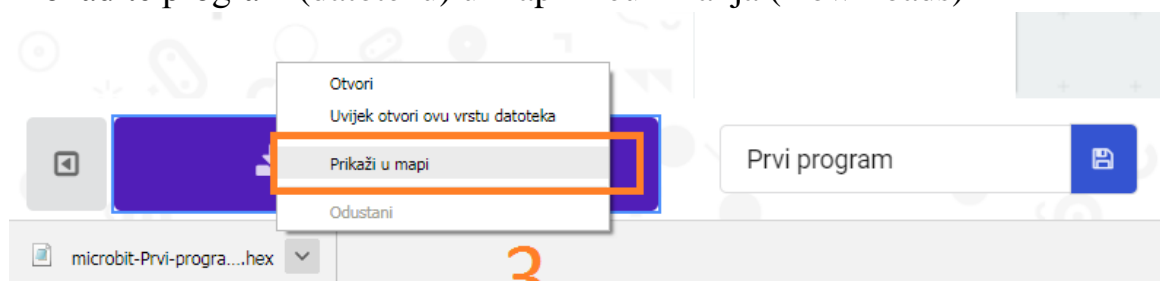 Otvori
Uvijek otvori ovu vrstu datoteka
Prikaži u mapi
Odustani
Prvi program
microbit-Prvi-progra....hex
3